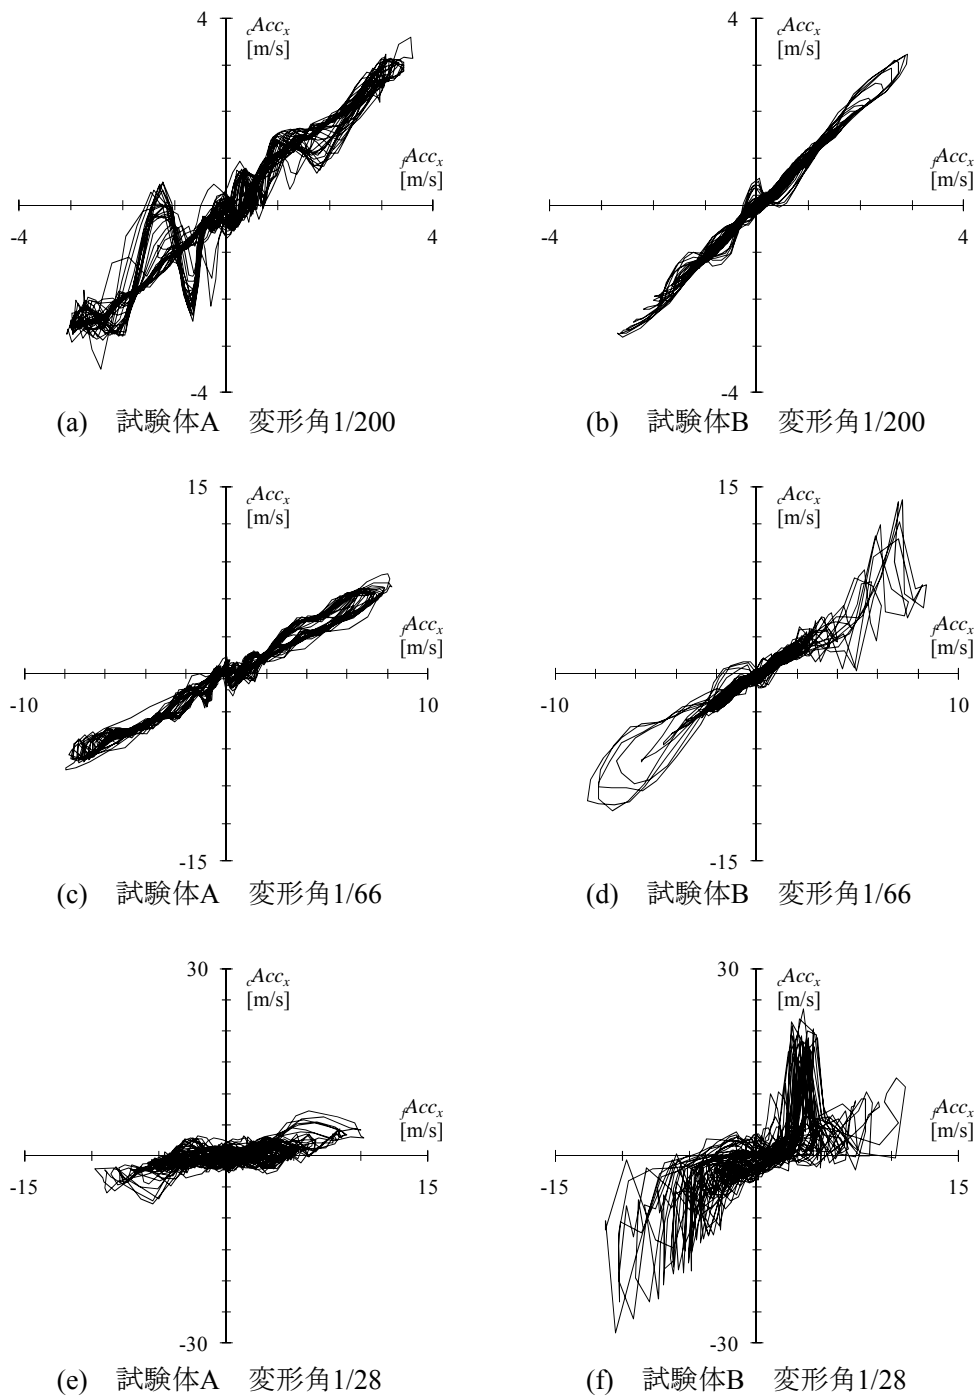 4
cAccx
[m/s]
fAccx
[m/s]
-4
4
-4
(a) 試験体A 変形角1/200
4
cAccx
[m/s]
fAccx
[m/s]
-4
4
-4
(b) 試験体B 変形角1/200
15
cAccx
[m/s]
fAccx
[m/s]
-10
10
-15
(c) 試験体A 変形角1/66
15
cAccx
[m/s]
fAccx
[m/s]
-10
10
-15
(d) 試験体B 変形角1/66
30
cAccx
[m/s]
fAccx
[m/s]
-15
15
-30
(e) 試験体A 変形角1/28
30
cAccx
[m/s]
fAccx
[m/s]
-15
15
-30
(f) 試験体B 変形角1/28